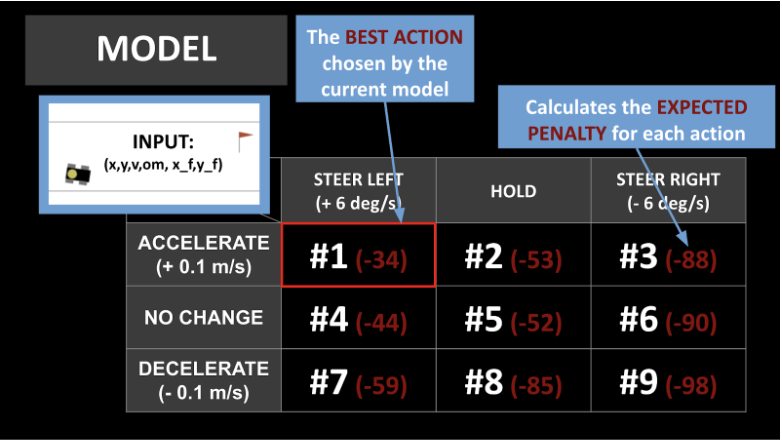 MODEL
The BEST ACTION
chosen by the
current model
Calculates the EXPECTED
PENALTY for each action
INPUT:
(x,y,v,om, x_f,y_f)
STEER LEFT
(+ 6 deg/s)
HOLD
STEER RIGHT
(- 6 deg/s)
ACCELERATE
(+ 0.1 m/s)
#1 (-34)
#2 (-53)
#3 (-88)
NO CHANGE
#4 (-44)
#5 (-52)
#6 (-90)
DECELERATE
(- 0.1 m/s)
#7 (-59)
#8 (-85)
#9 (-98)